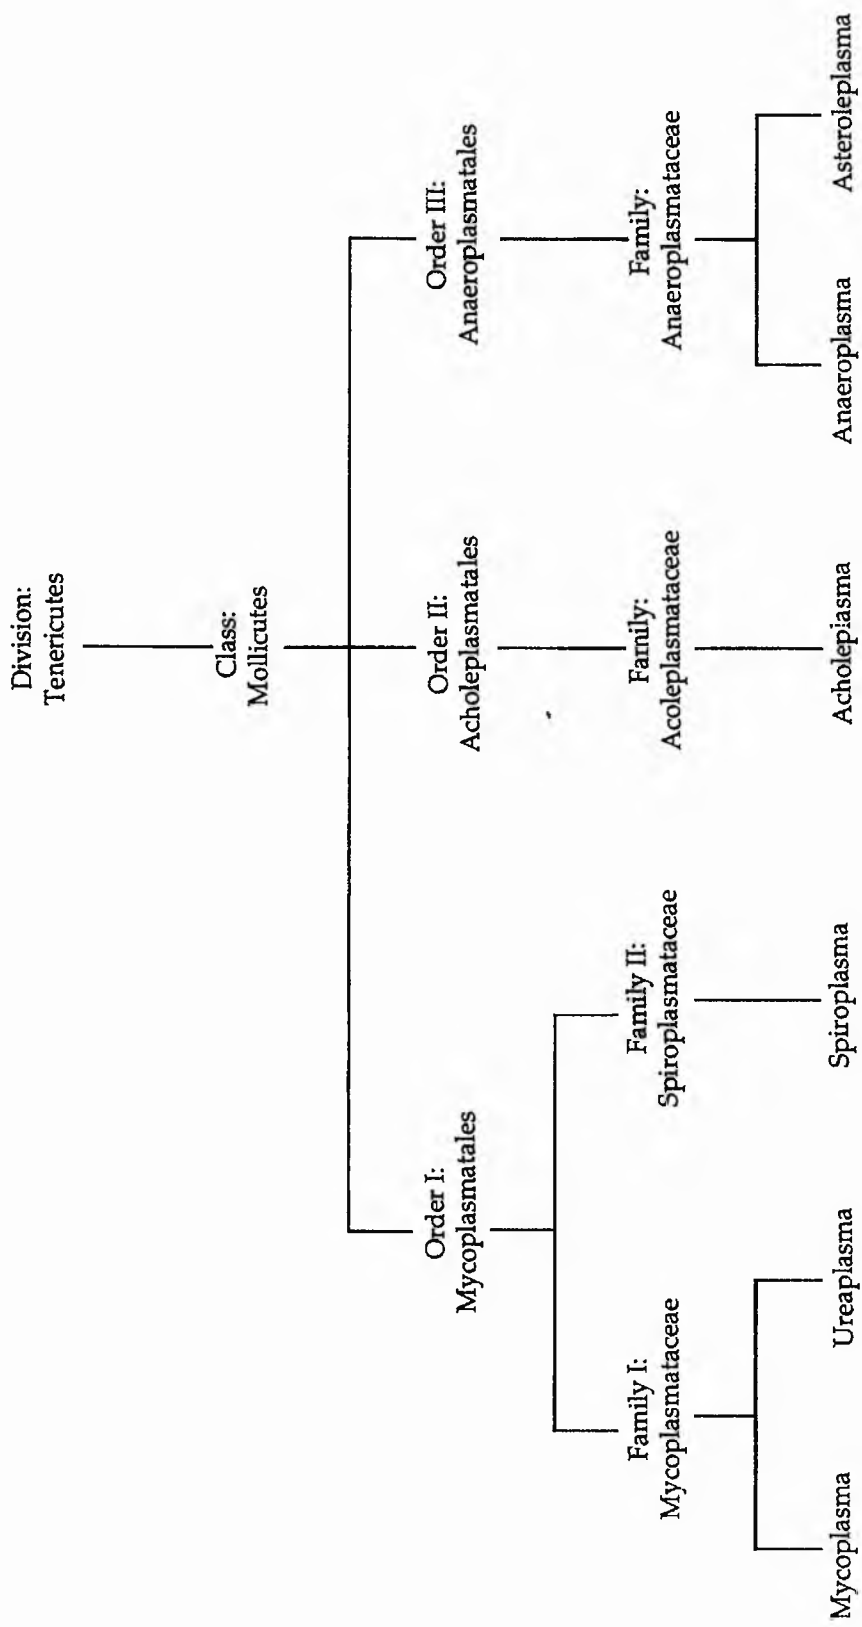 Division:
Tenericutes
Class:
Mollicutes
Order I:
Mycoplasmatales
Order II:
Acholeplasmatales
Order III:
Anaeroplasmatales
Family I:
Mycoplasmataceae
Family II:
Spiroplasmataceae
Family:
Acoleplasmataceae
Family:
Anaeroplasmataceae
Mycoplasma
Ureaplasma
Spiroplasma
Acholeplasma
Anaeroplasma
Asteroleplasma